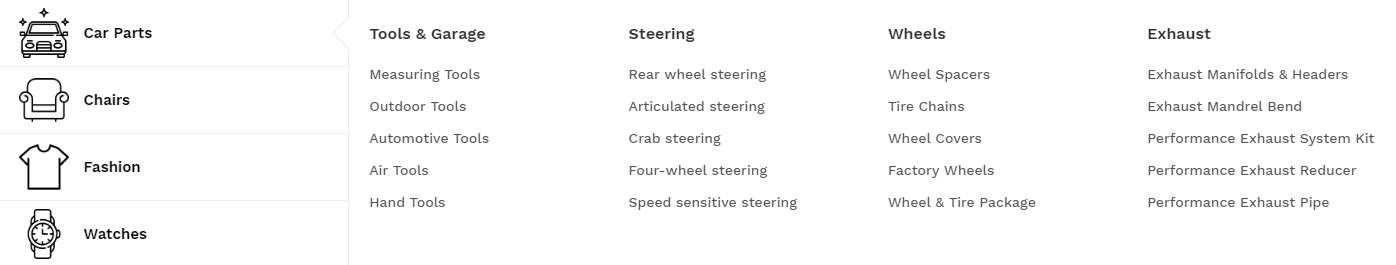 Car Parts
Chairs
Fashion
Watches
Tools & Garage
Measuring Tools
Outdoor Tools
Automotive Tools
Air Tools
Hand Tools
Steering
Rear wheel steering
Articulated steering
Crab steering
Four-wheel steering
Speed sensitive steering
Wheels
Wheel Spacers
Tire Chains
Wheel Covers
Factory Wheels
Wheel & Tire Package
Exhaust
Exhaust Manifolds & Headers
Exhaust Mandrel Bend
Performance Exhaust System Kit
Performance Exhaust Reducer
Performance Exhaust Pipe